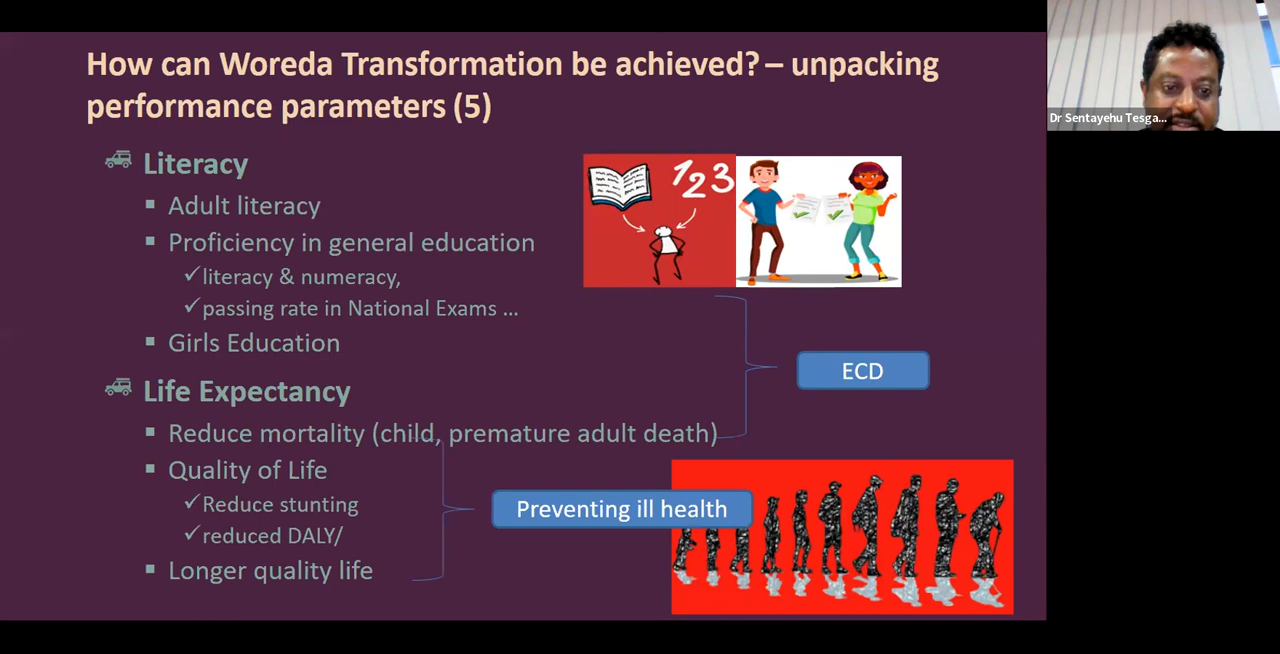 How can Woreda Transformation be achieved? – unpacking
performance parameters (5)
Dr Sentayehu Tesga...
Literacy
Adult literacy
Proficiency in general education
literacy & numeracy,
passing rate in National Exams ...
Girls Education
123
ECD
Life Expectancy
Reduce mortality (child, premature adult death)
Quality of Life
Reduce stunting
reduced DALY/
Longer quality life
Preventing ill health